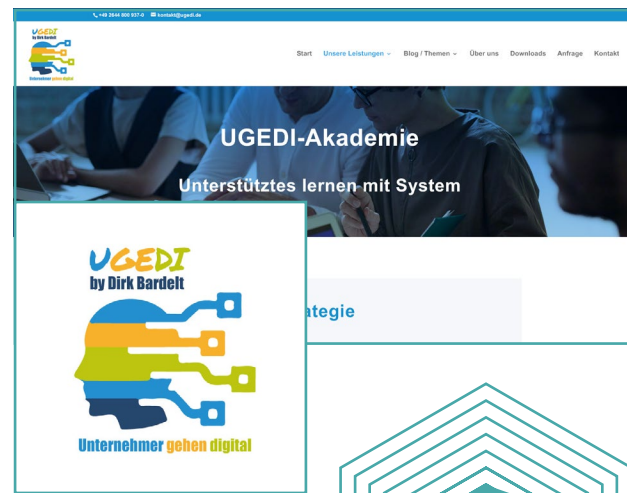 +49 2644 800 937-0 kontakt@ugedi.de
UGEDI
by Dirk Bardelt
Unternehmer gehen digital
Start Unsere Leistungen Blog / Themen Über uns Downloads Anfrage Kontakt
UGEDI-Akademie
Unterstütztes lernen mit System
ategie
UGEDI
by Dirk Bardelt
Unternehmer gehen digital